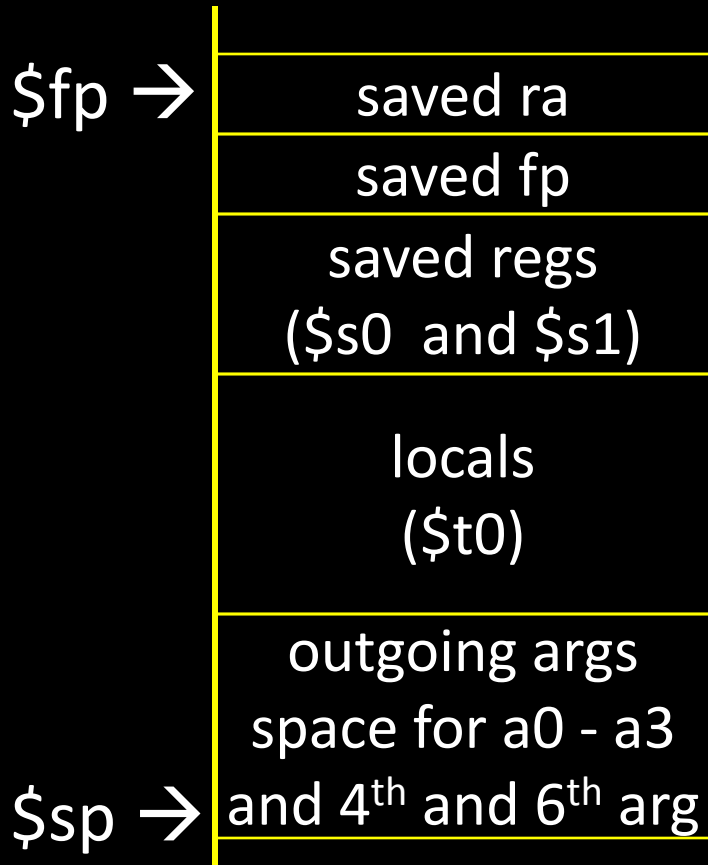 $fp → saved ra
saved fp
saved regs
($s0 and $s1)
locals
($t0)
outgoing args
space for a0 - a3
$sp → and 4th and 6th arg